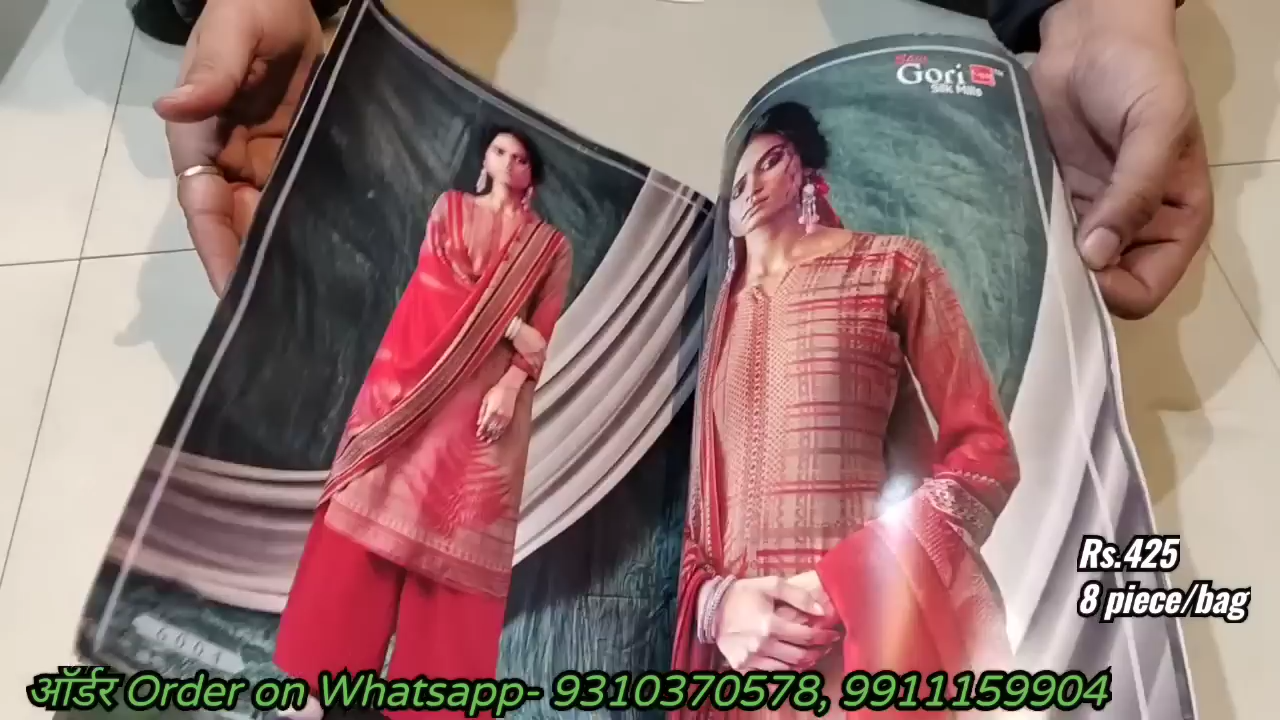 Gori
Silk Mills
Rs.425
8 piece/bag
ऑर्डर Order on Whatsapp- 9310370578, 9911159904